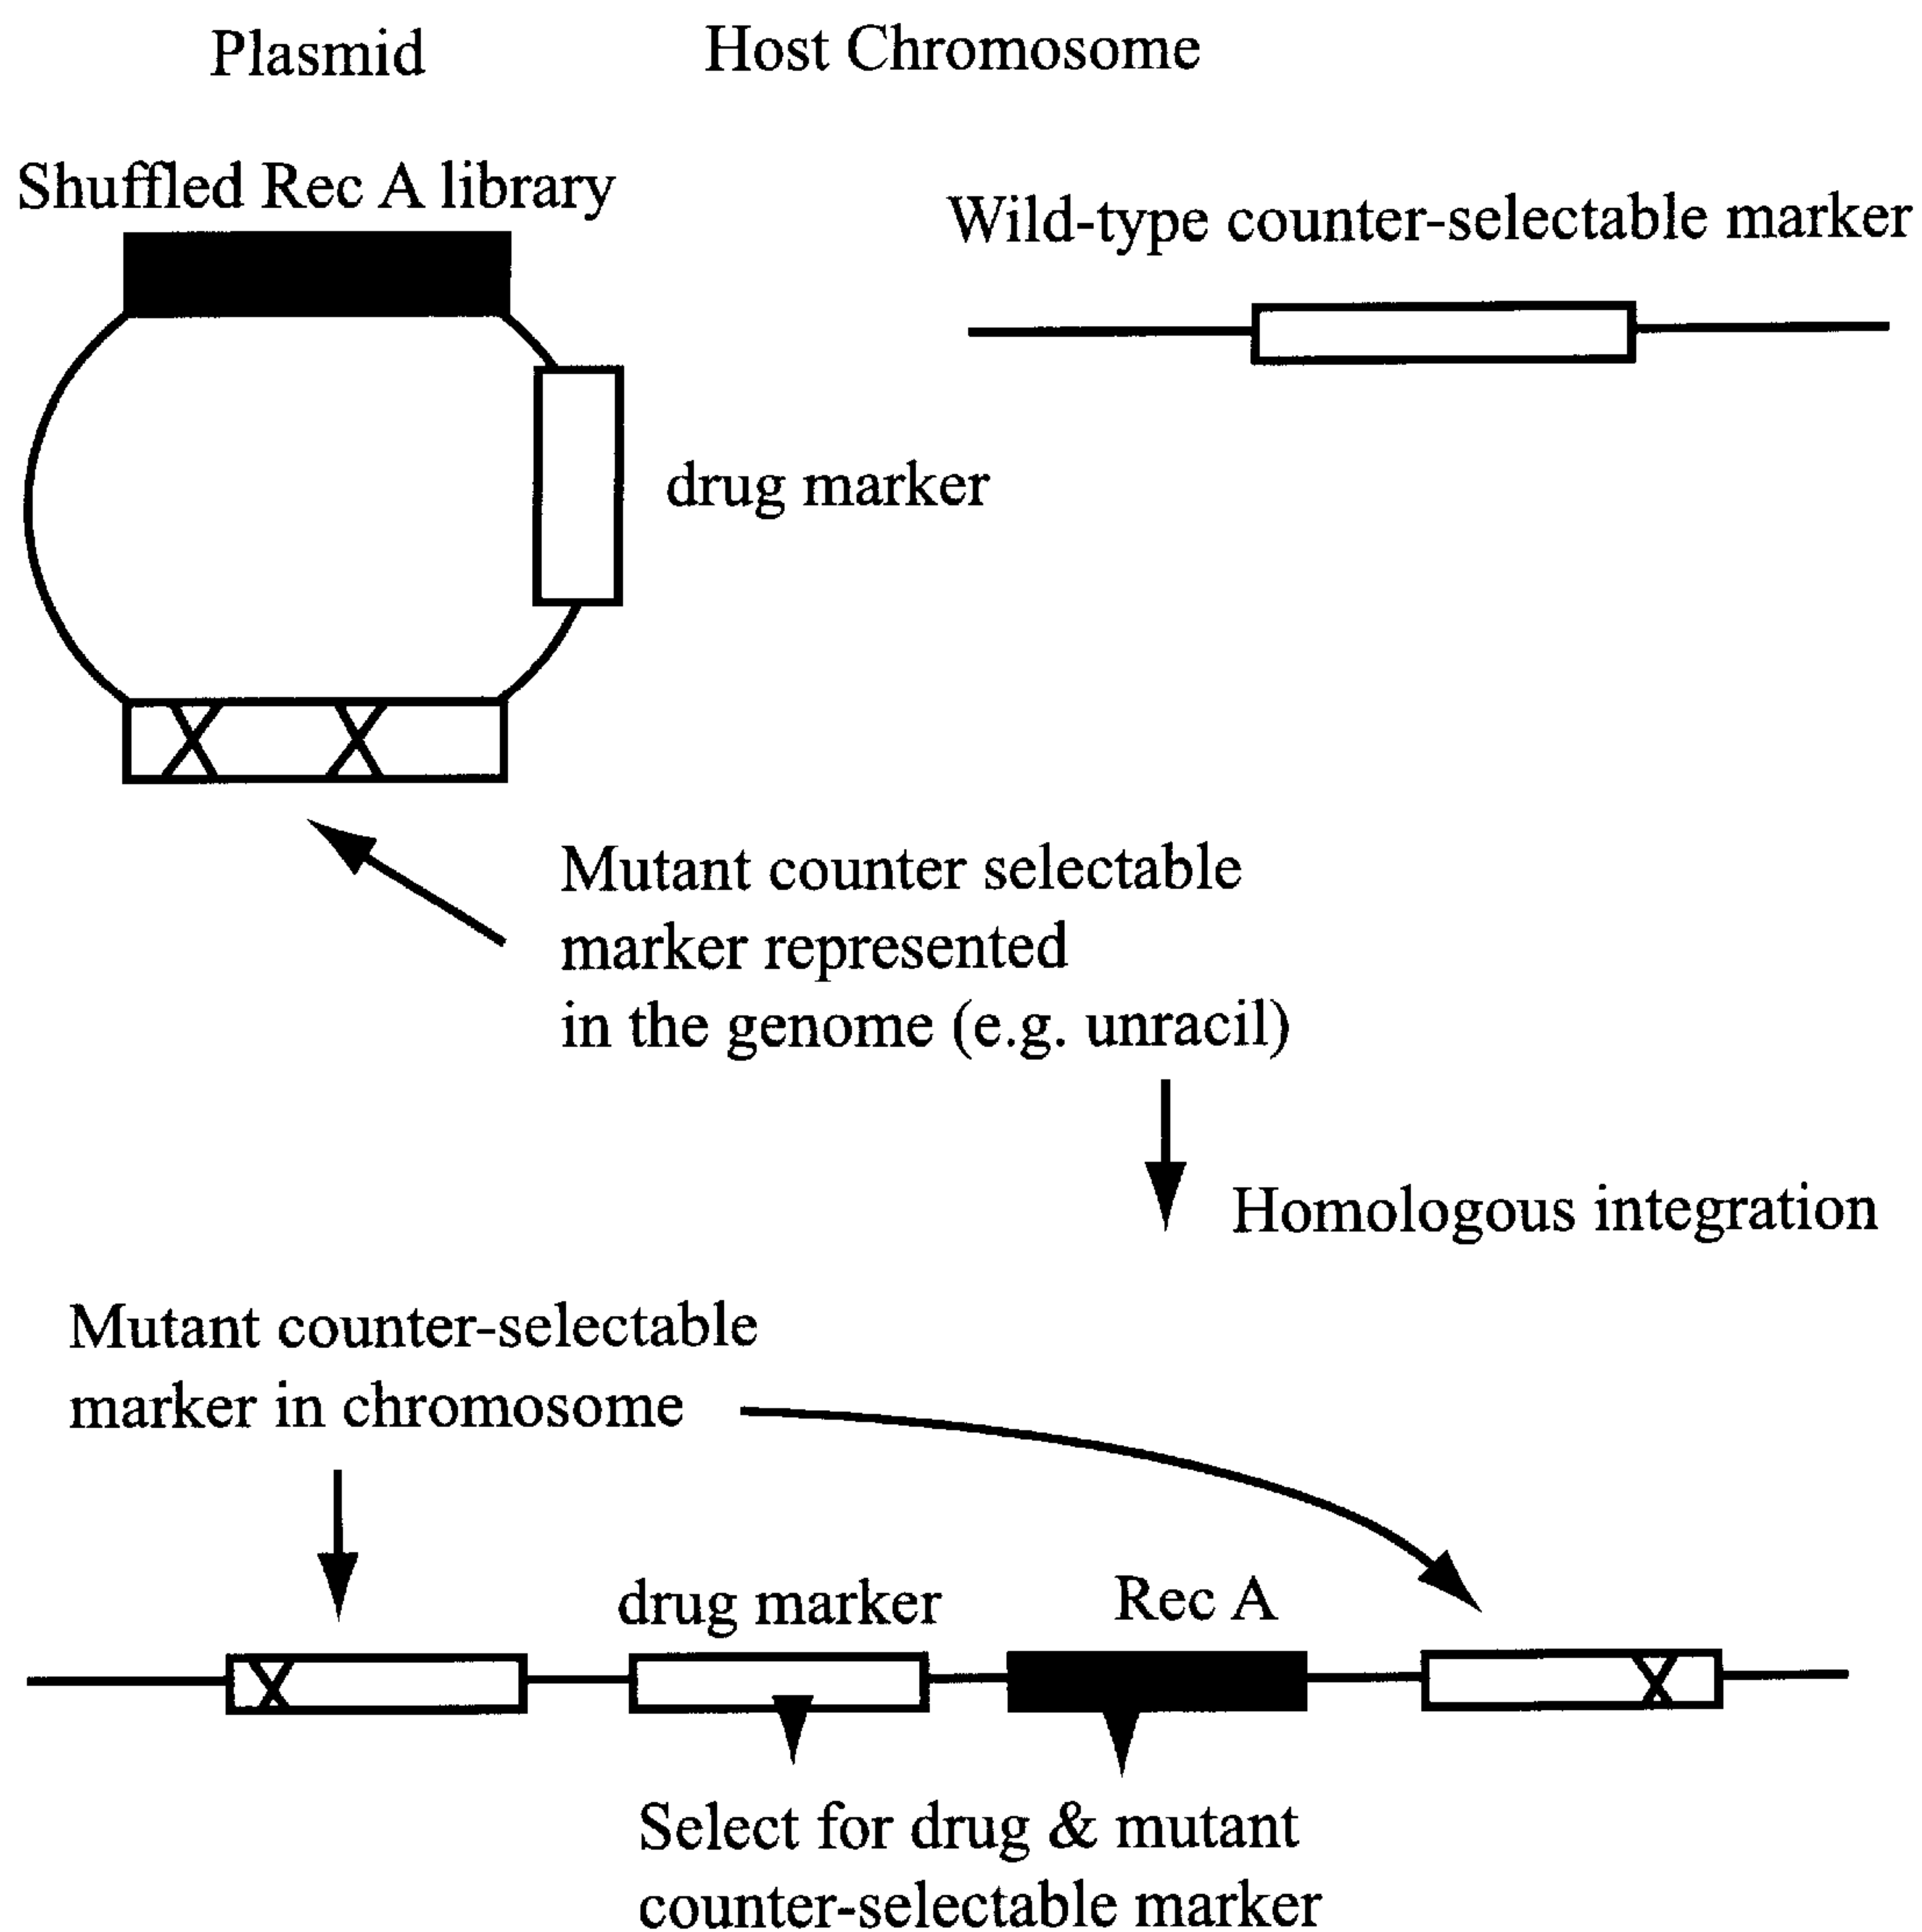 Plasmid
Host Chromosome
Shuffled Rec A library
Wild-type counter-selectable marker
drug marker
Mutant counter selectable
marker represented
in the genome (e.g. unracil)
Homologous integration
Mutant counter-selectable
marker in chromosome
drug marker
Rec A
Select for drug & mutant
counter-selectable marker